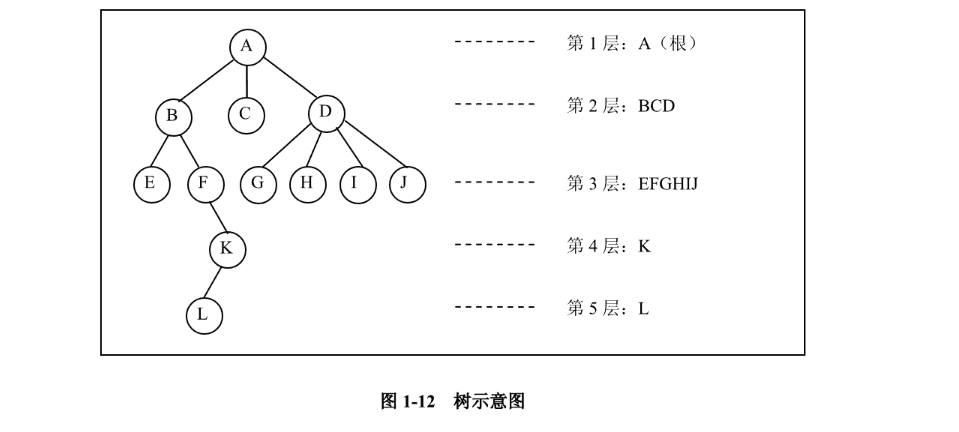 A
第 1 层：A（根）
B
C
D
第 2 层：BCD
E
F
G
H
I
J
第 3 层：EFGHIJ
K
第 4 层：K
L
第 5 层：L
图 1-12 树示意图